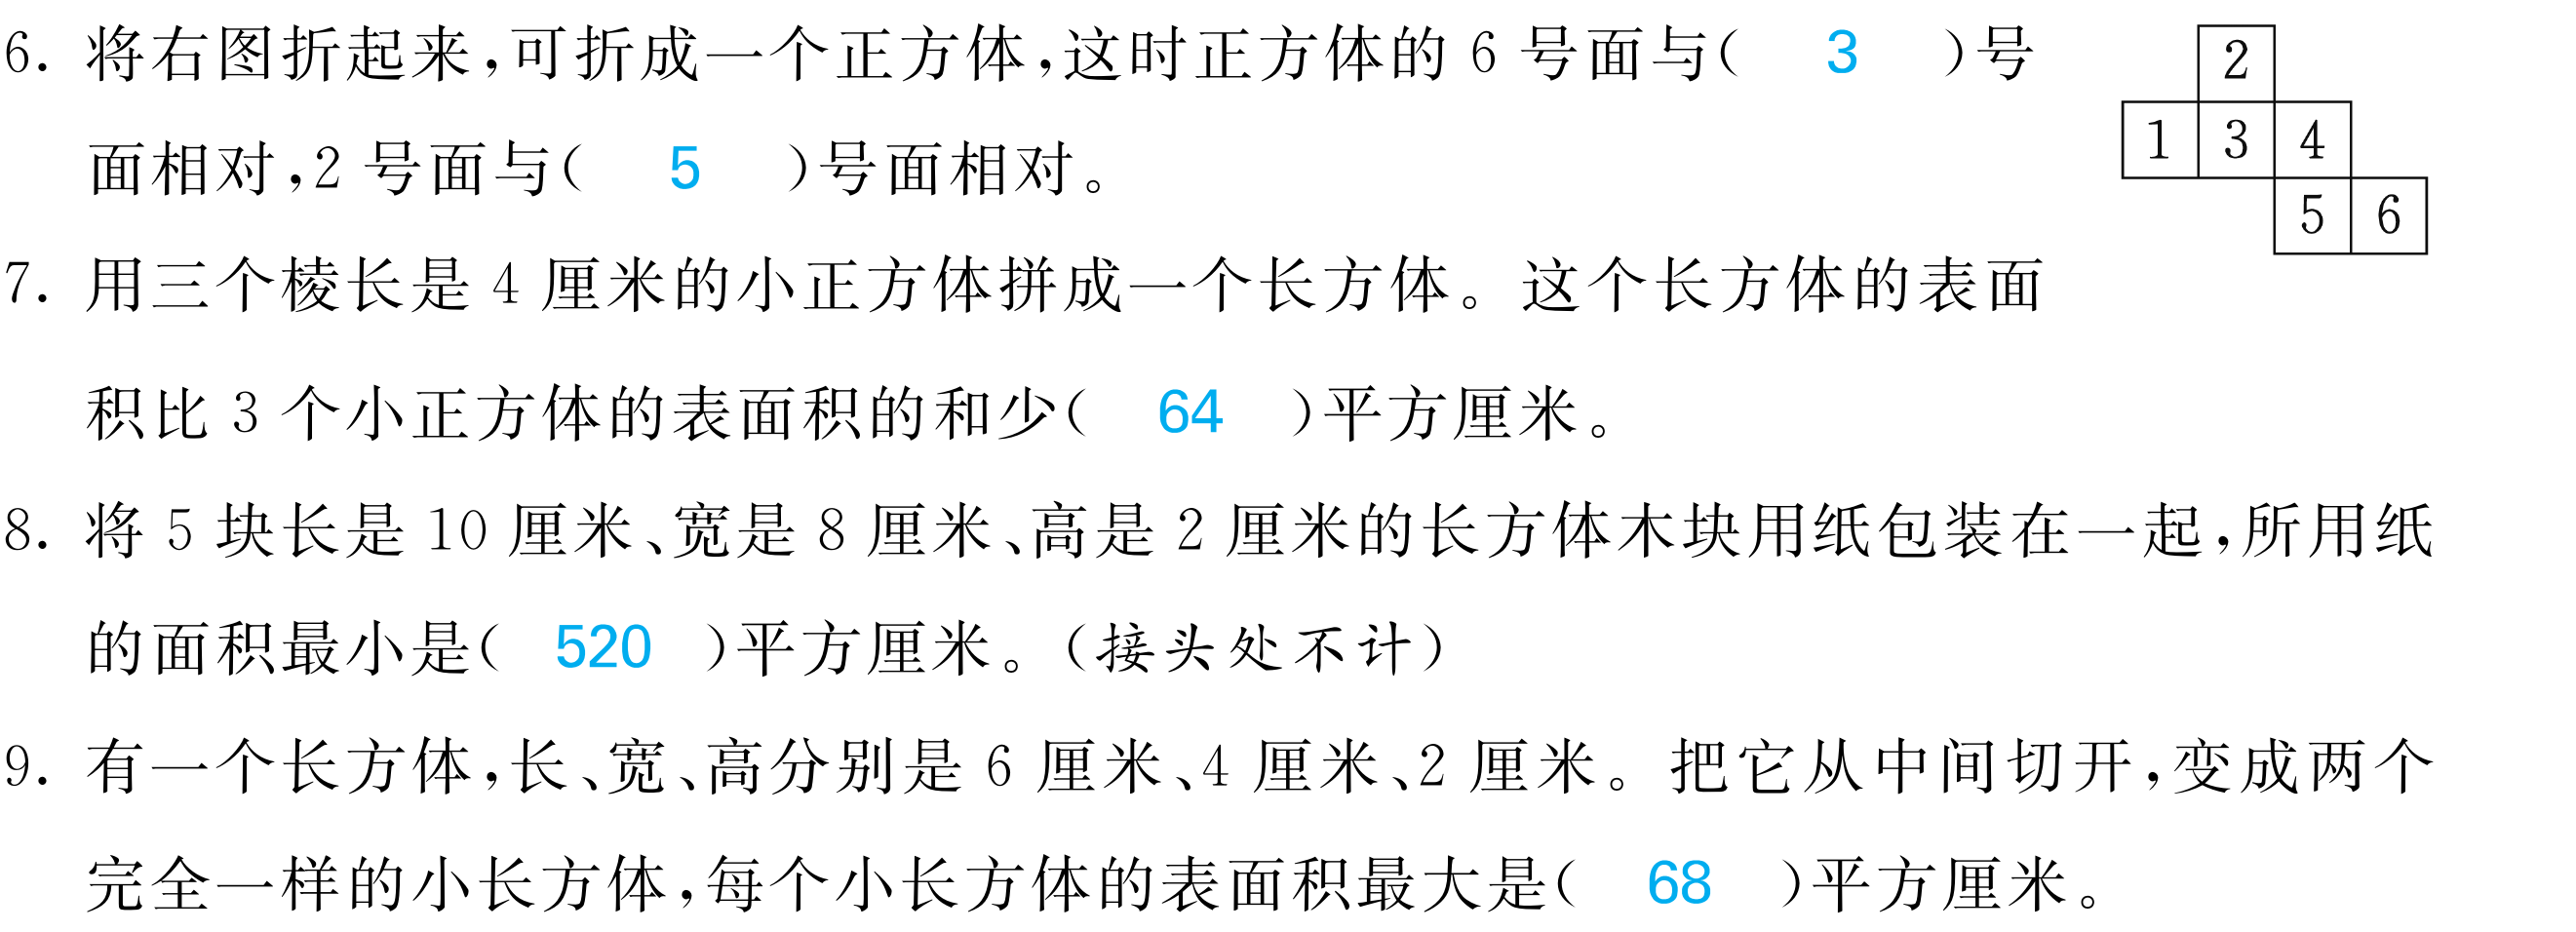 6. 将右图折起来,可折成一个正方体,这时正方体的 6 号面与( 3 )号
面相对,2 号面与( 5 )号面相对。
2
1 3 4
5 6
7. 用三个棱长是 4 厘米的小正方体拼成一个长方体。这个长方体的表面
积比 3 个小正方体的表面积的和少( 64 )平方厘米。
8. 将 5 块长是 10 厘米、宽是 8 厘米、高是 2 厘米的长方体木块用纸包装在一起,所用纸
的面积最小是( 520 )平方厘米。(接头处不计)
9. 有一个长方体,长、宽、高分别是 6 厘米、4 厘米、2 厘米。把它从中间切开,变成两个
完全一样的小长方体,每个小长方体的表面积最大是( 68 )平方厘米。